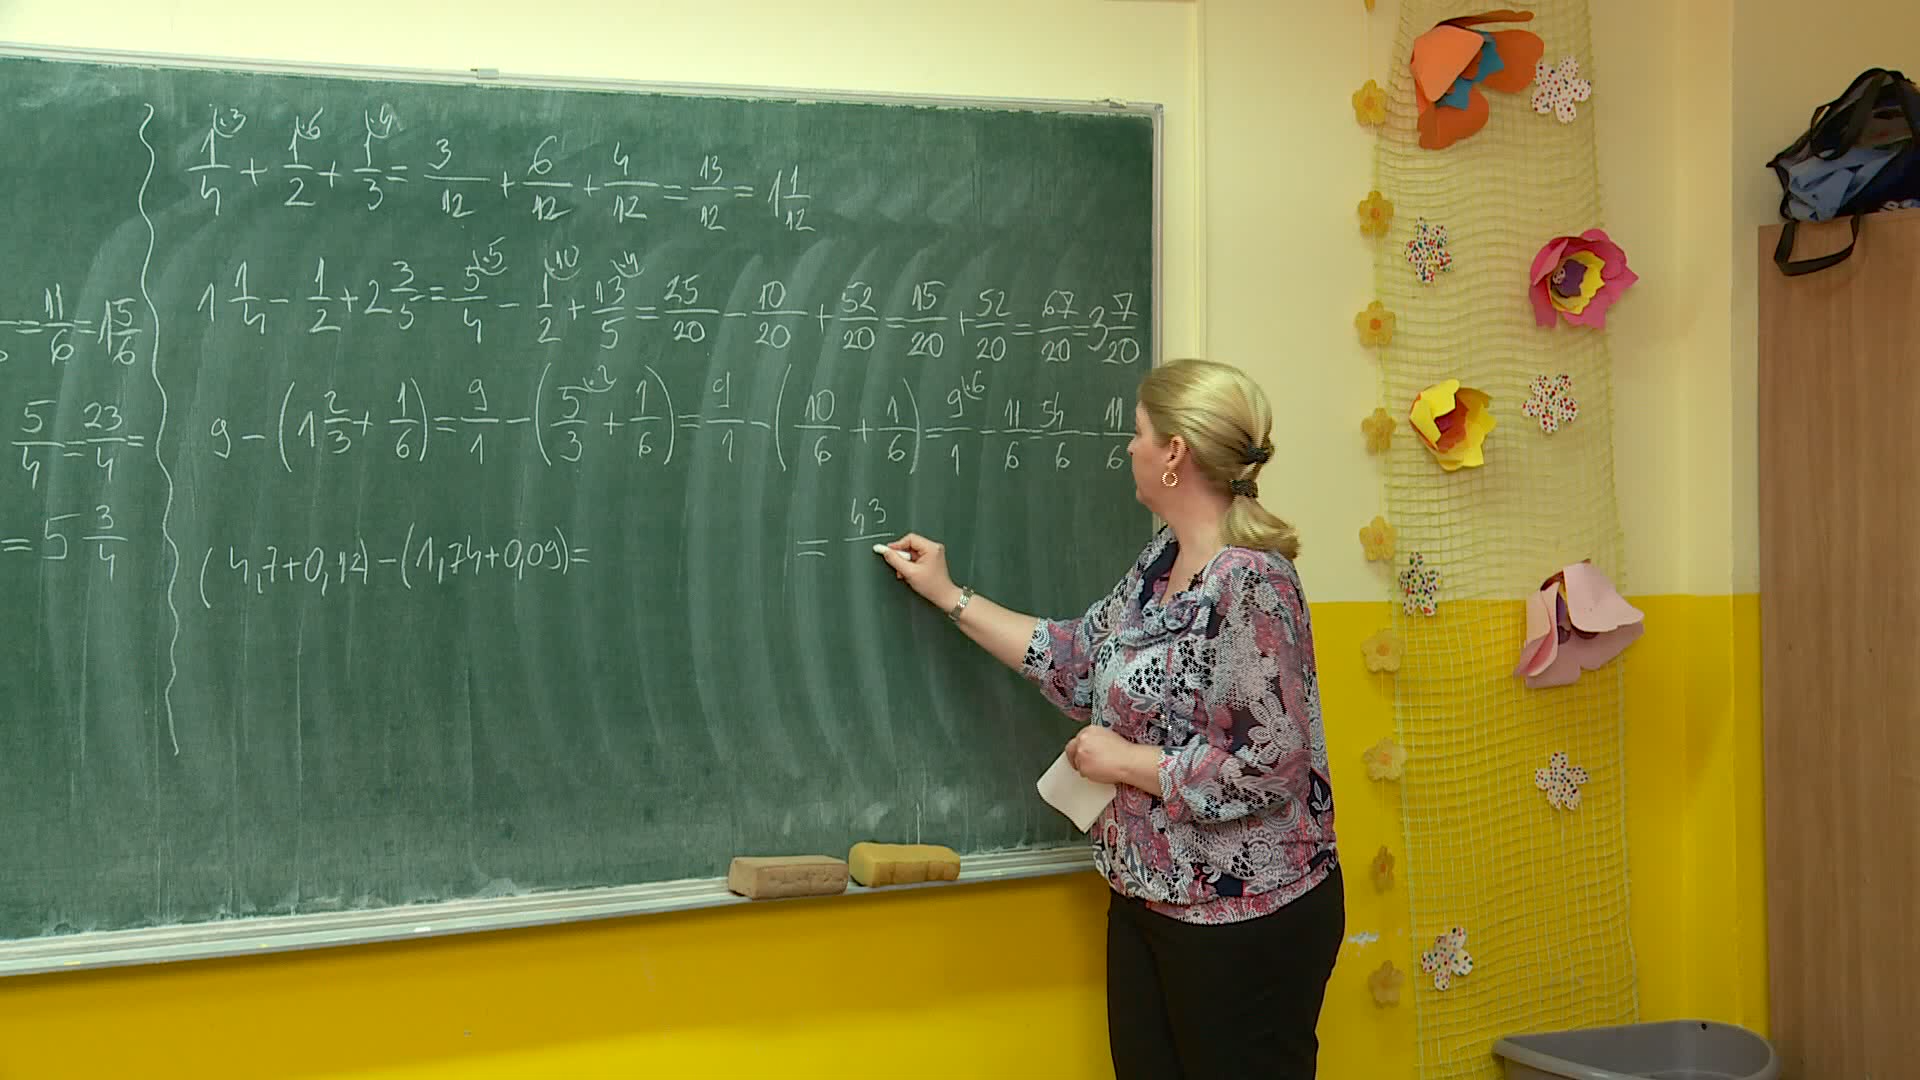 = 11/6 = 1 5/6
5/4 = 23/4 =
= 5 3/4
1/4 + 1/2 + 1/3 = 3/12 + 6/12 + 4/12 = 13/12 = 1 1/12
1 1/4 - 1/2 + 2 3/5 = 5/4 - 1/2 + 13/5 = 25/20 - 10/20 + 52/20 = 15/20 + 52/20 = 67/20 = 3 7/20
9 - (1 2/3 + 1/6) = 9/1 - (5/3 + 1/6) = 9/1 - (10/6 + 1/6) = 9/1 - 11/6 = 54/6 - 11/6
= 43
(4,7+0,12) - (1,74+0,09) =